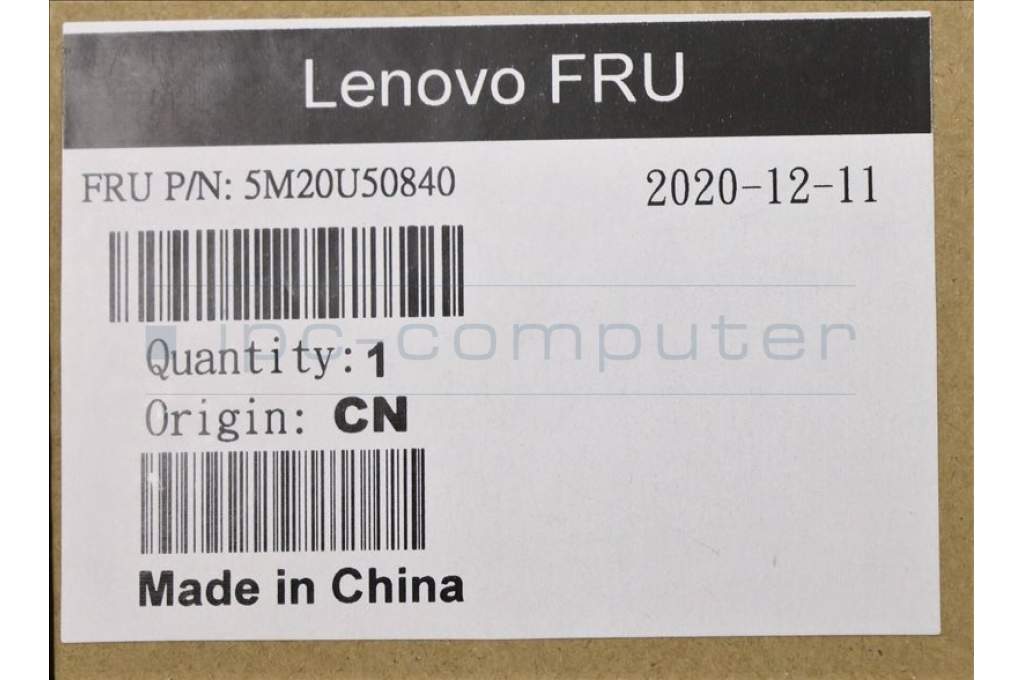 Lenovo FRU
FRU P/N: 5M20U50840
2020-12-11
ipc-computer
Quantity: 1
Origin: CN
Made in China